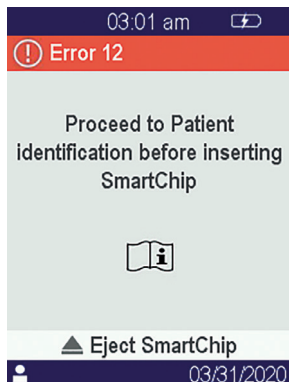 03:01 am
Error 12
Proceed to Patient
identification before inserting
SmartChip
Eject SmartChip
03/31/2020